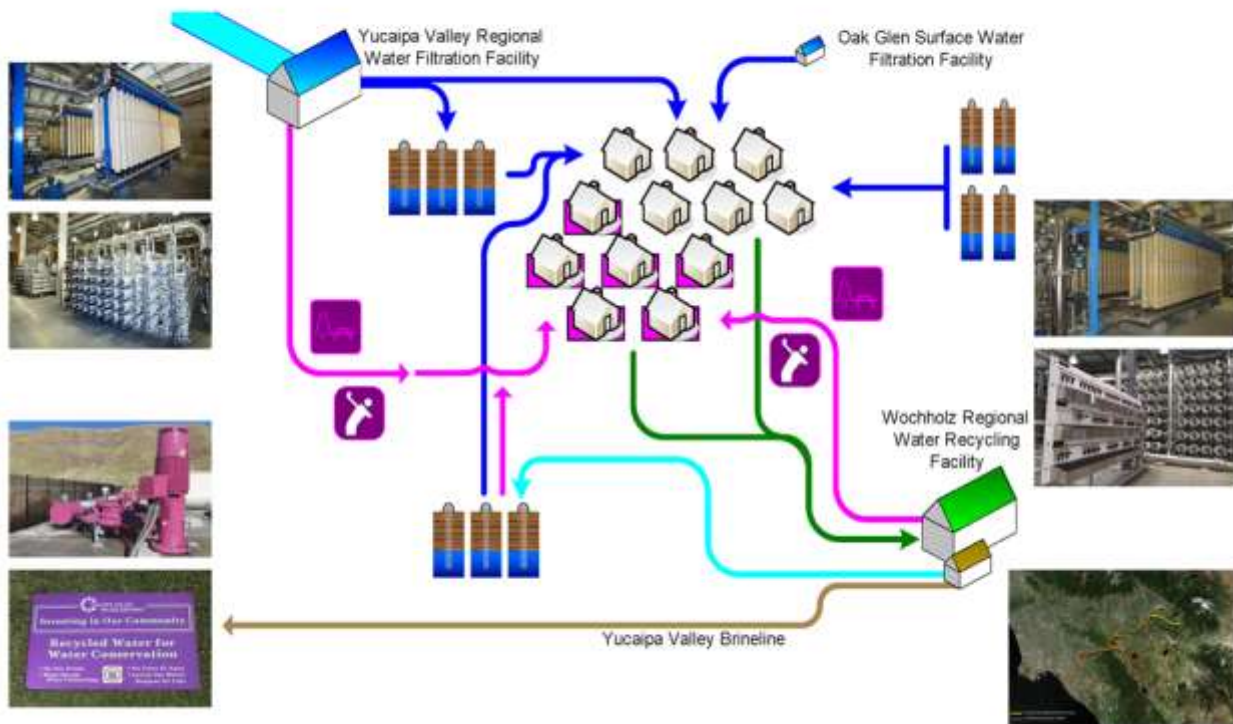 Yucaipa Valley Regional
Water Filtration Facility
Oak Glen Surface Water
Filtration Facility
Wochholz Regional
Water Recycling
Facility
Investing in Our Community
Recycled Water for
Water Conservation
Yucaipa Valley Brineline